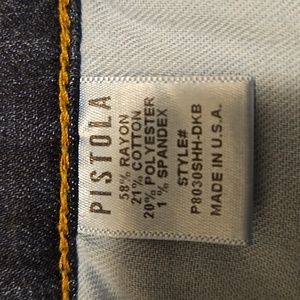 PISTOLA
58% RAYON
21% COTTON
20% POLYESTER
1% SPANDEX
STYLE#
P8030SHH-DKB
MADE IN U.S.A.